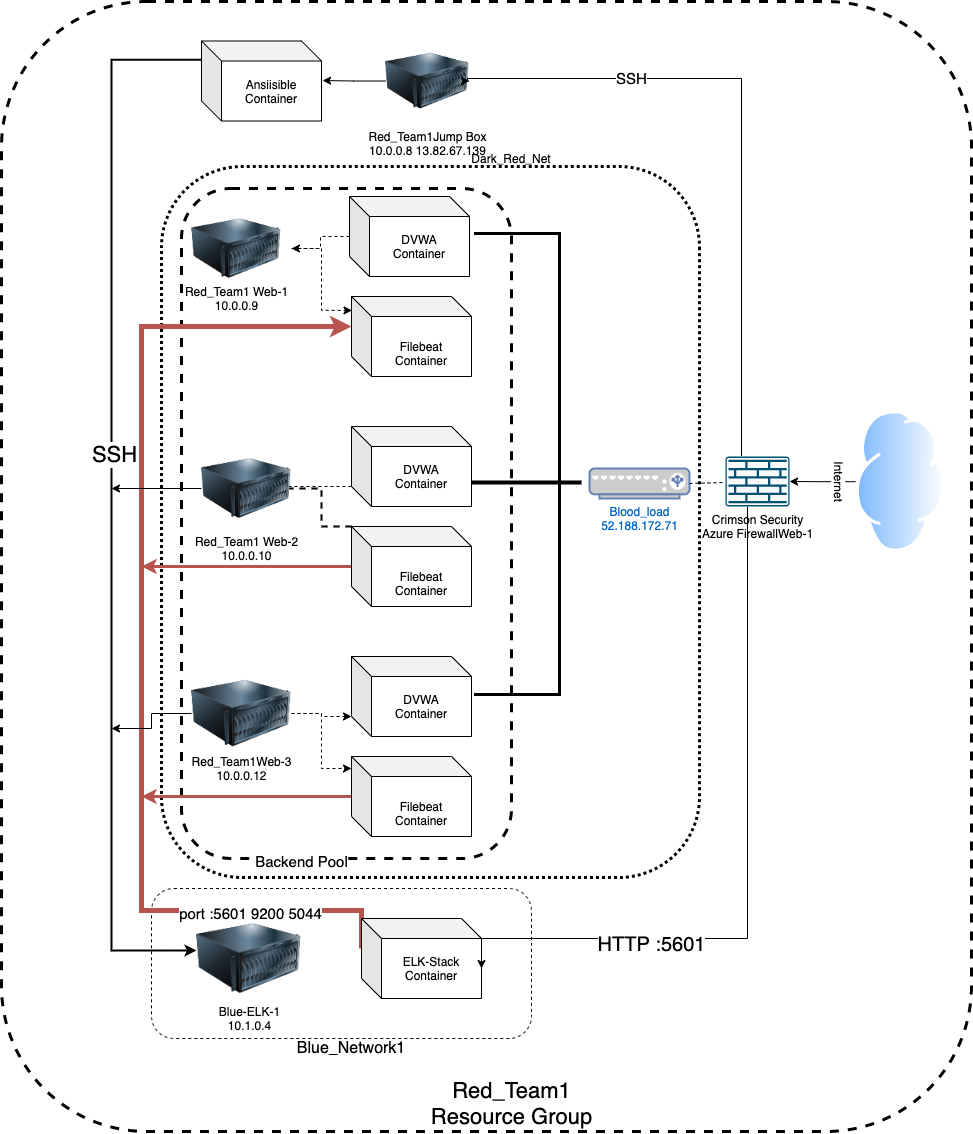 Ansiisible
Container
SSH
Red_Team1Jump Box
10.0.0.8 13.82.67.139
Dark_Red_Net
DVWA
Container
Red_Team1 Web-1
10.0.0.9
Filebeat
Container
SSH
DVWA
Container
Internet
Blood_load
52.188.172.71
Crimson Security
Azure FirewallWeb-1
Red_Team1 Web-2
10.0.0.10
Filebeat
Container
DVWA
Container
Red_Team1Web-3
10.0.0.12
Filebeat
Container
Backend Pool
port :5601 9200 5044
HTTP :5601
ELK-Stack
Container
Blue-ELK-1
10.1.0.4
Blue_Network1
Red_Team1
Resource Group